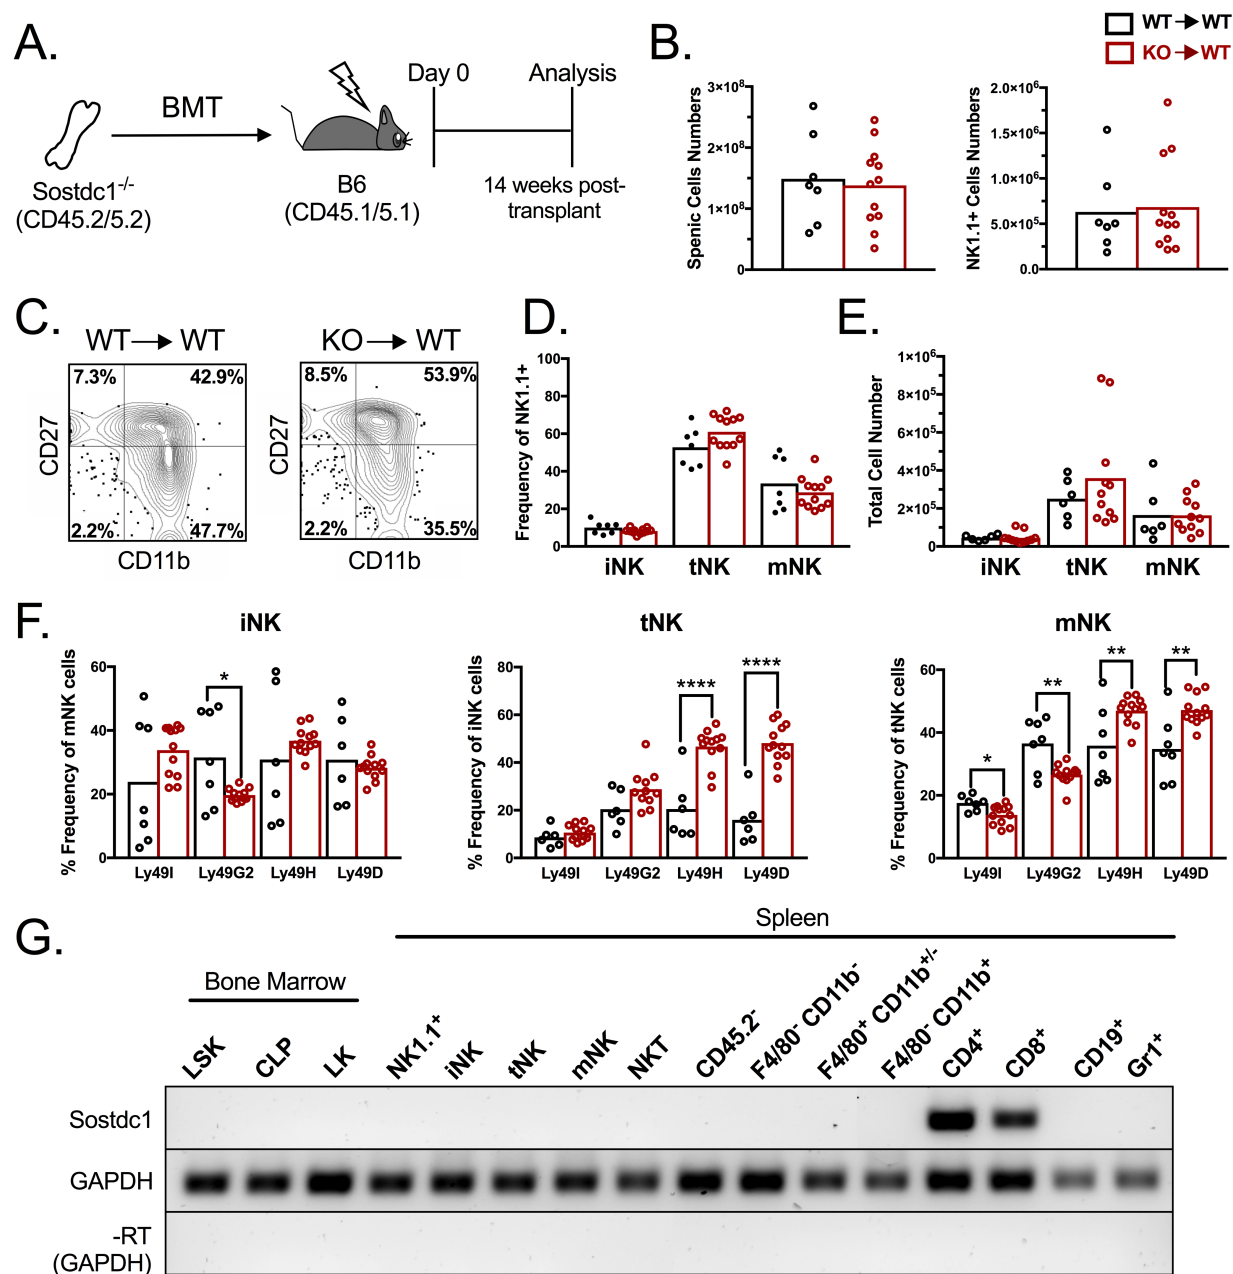 A.
BMT
Day 0
Analysis
Sostdc1-/-
(CD45.2/5.2)
B6
(CD45.1/5.1)
14 weeks post-
transplant
B.
WT → WT
KO → WT
Spenic Cells Numbers
3×10⁸
2×10⁸
1×10⁸
0
NK1.1+ Cells Numbers
2.0×10⁶
1.5×10⁶
1.0×10⁶
5.0×10⁵
0.0
C.
WT → WT
KO → WT
7.3%
42.9%
2.2%
47.7%
CD27
CD11b
8.5%
53.9%
2.2%
35.5%
CD27
CD11b
D.
Frequency of NK1.1+
100
80
60
40
20
0
iNK
tNK
mNK
E.
Total Cell Number
1×10⁶
8×10⁵
6×10⁵
4×10⁵
2×10⁵
0
iNK
tNK
mNK
F.
iNK
% Frequency of mNK cells
60
40
20
0
*
Ly49I
Ly49G2
Ly49H
Ly49D
tNK
% Frequency of iNK cells
80
60
40
20
0
****
****
Ly49I
Ly49G2
Ly49H
Ly49D
mNK
% Frequency of tNK cells
60
40
20
0
*
**
**
**
Ly49I
Ly49G2
Ly49H
Ly49D
G.
Spleen
Bone Marrow
LSK
CLP
LK
NK1.1⁺
iNK
tNK
mNK
NKT
CD45.2⁻
F4/80⁻ CD11b⁻
F4/80⁺ CD11b⁺/⁻
F4/80⁻ CD11b⁺
CD4⁺
CD8⁺
CD19⁺
Gr1⁺
Sostdc1
GAPDH
-RT
(GAPDH)